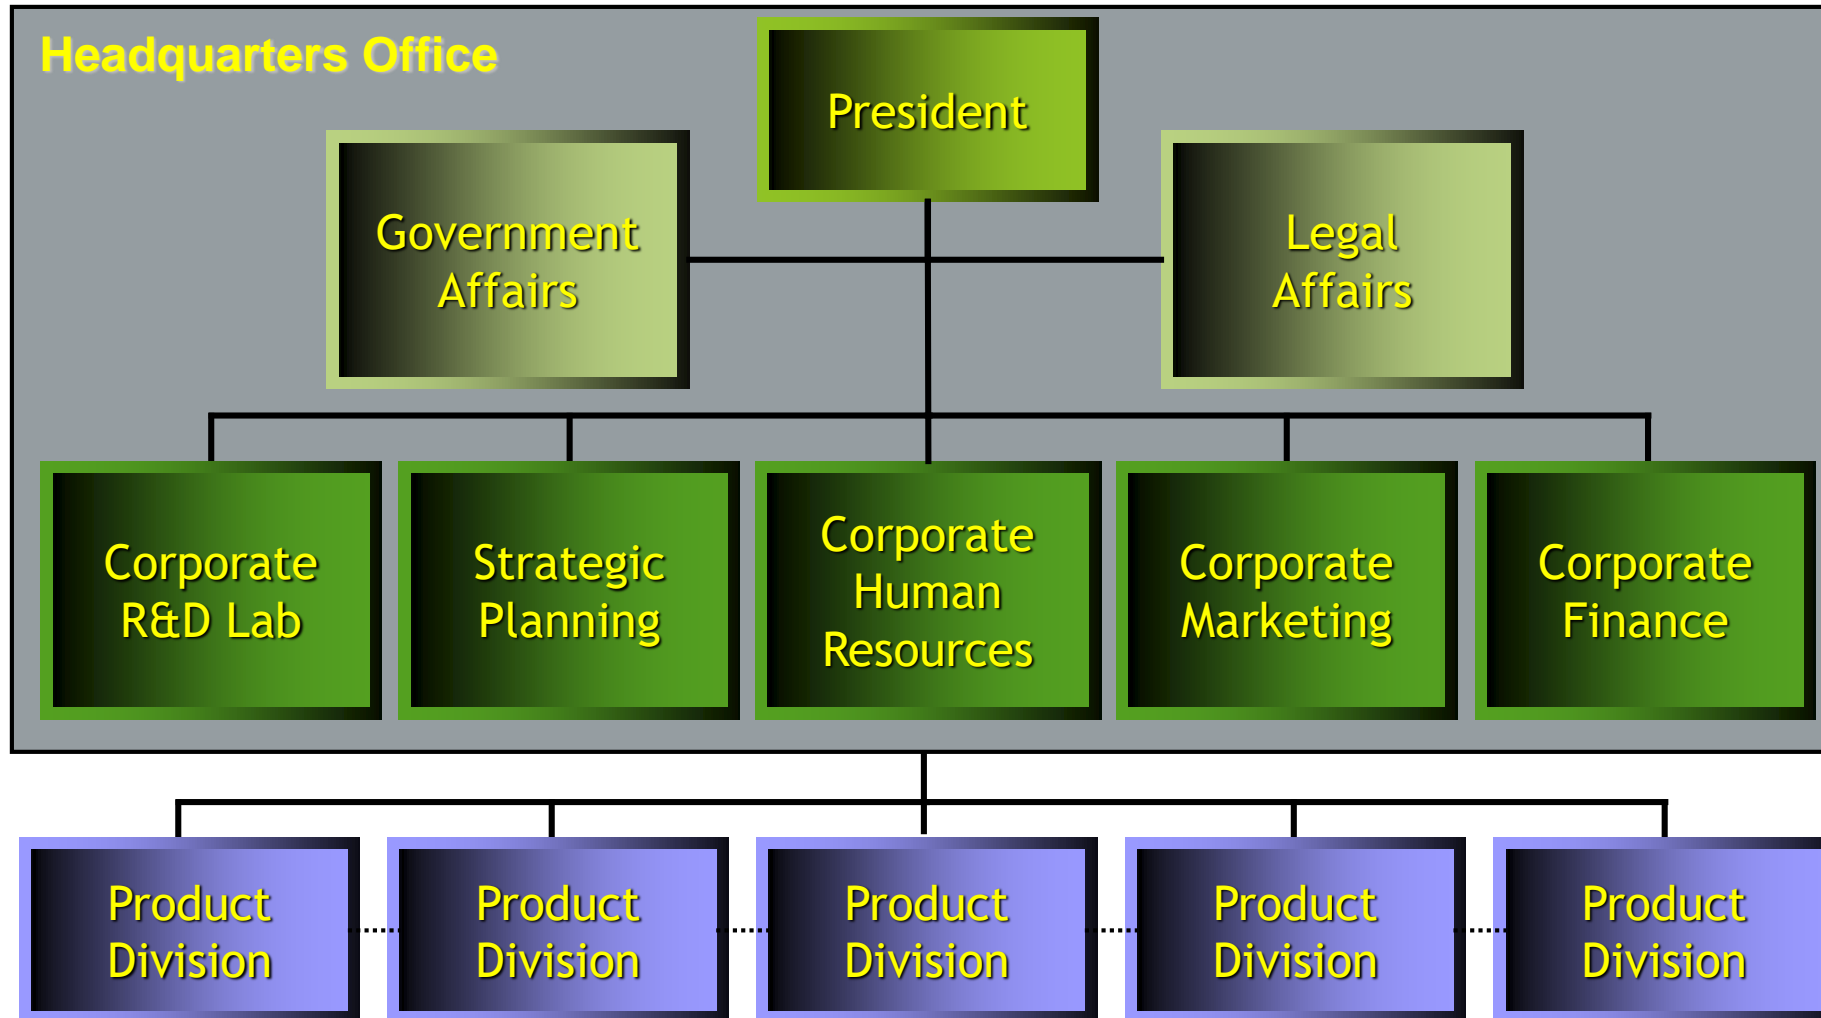 Headquarters Office
President
Government
Affairs
Legal
Affairs
Corporate
R&D Lab
Strategic
Planning
Corporate
Human
Resources
Corporate
Marketing
Corporate
Finance
Product
Division
Product
Division
Product
Division
Product
Division
Product
Division